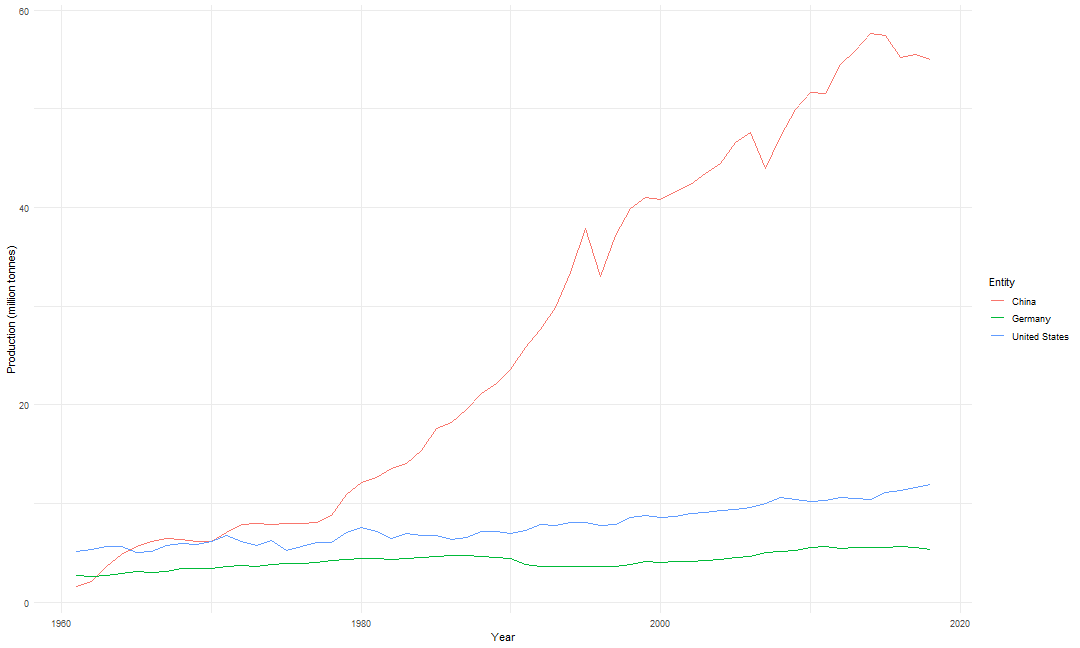 60
40
20
0
Production (million tonnes)
1960
1980
2000
2020
Year
Entity
China
Germany
United States